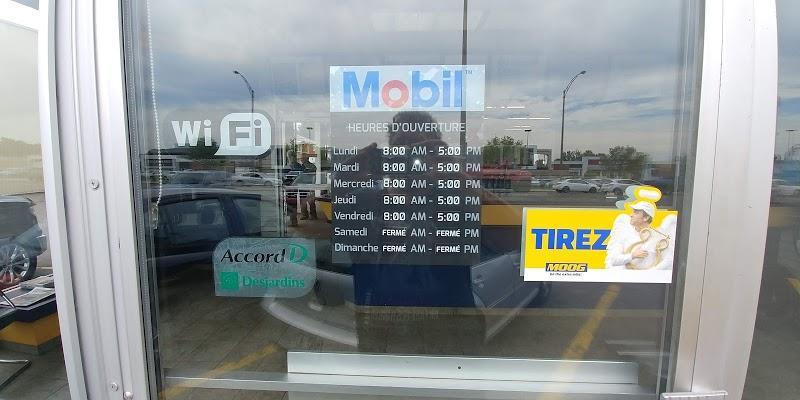 Mobil™
WiFi
HEURES D'OUVERTURE
Lundi 8:00 AM - 5:00 PM
Mardi 8:00 AM - 5:00 PM
Mercredi 8:00 AM - 5:00 PM
Jeudi 8:00 AM - 5:00 PM
Vendredi 8:00 AM - 5:00 PM
Samedi FERMÉ AM - FERMÉ PM
Dimanche FERMÉ AM - FERMÉ PM
TIREZ
MOOG
Accord D
Desjardins